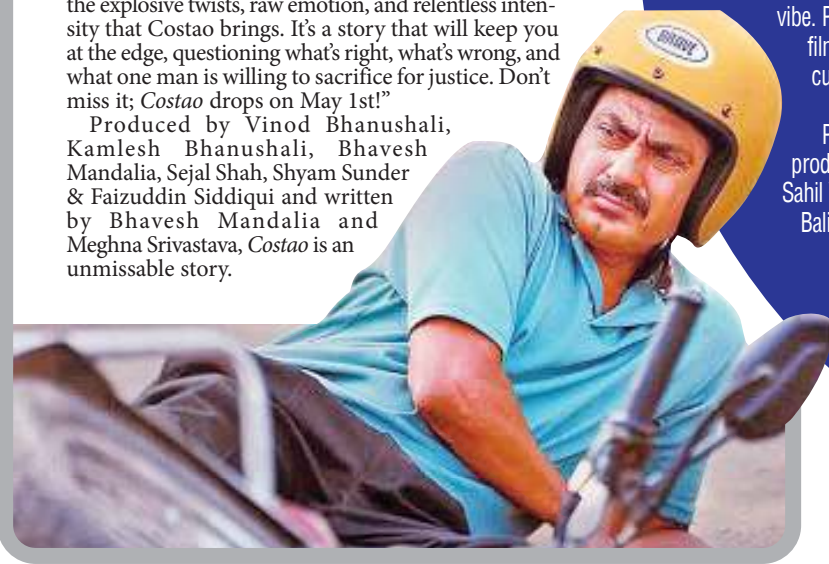 the explosive twists, raw emotion, and relentless inten-
sity that Costao brings. It's a story that will keep you
at the edge, questioning what's right, what's wrong, and
what one man is willing to sacrifice for justice. Don't
miss it; Costao drops on May 1st!”
Produced by Vinod Bhanushali,
Kamlesh Bhanushali, Bhavesh
Mandalia, Sejal Shah, Shyam Sunder
& Faizuddin Siddiqui and written
by Bhavesh Mandalia and
Meghna Srivastava, Costao is an
unmissable story.
vibe.
film
prod
Sahil
Bali